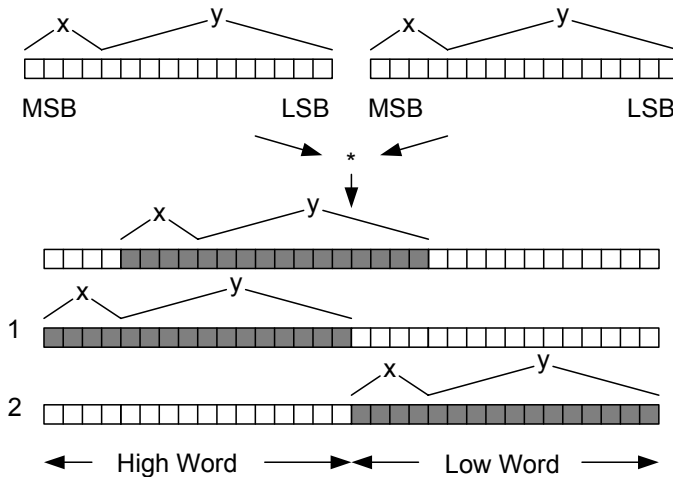 x y x y
MSB LSB MSB LSB
*
x y
x y
1
x y
2
High Word Low Word